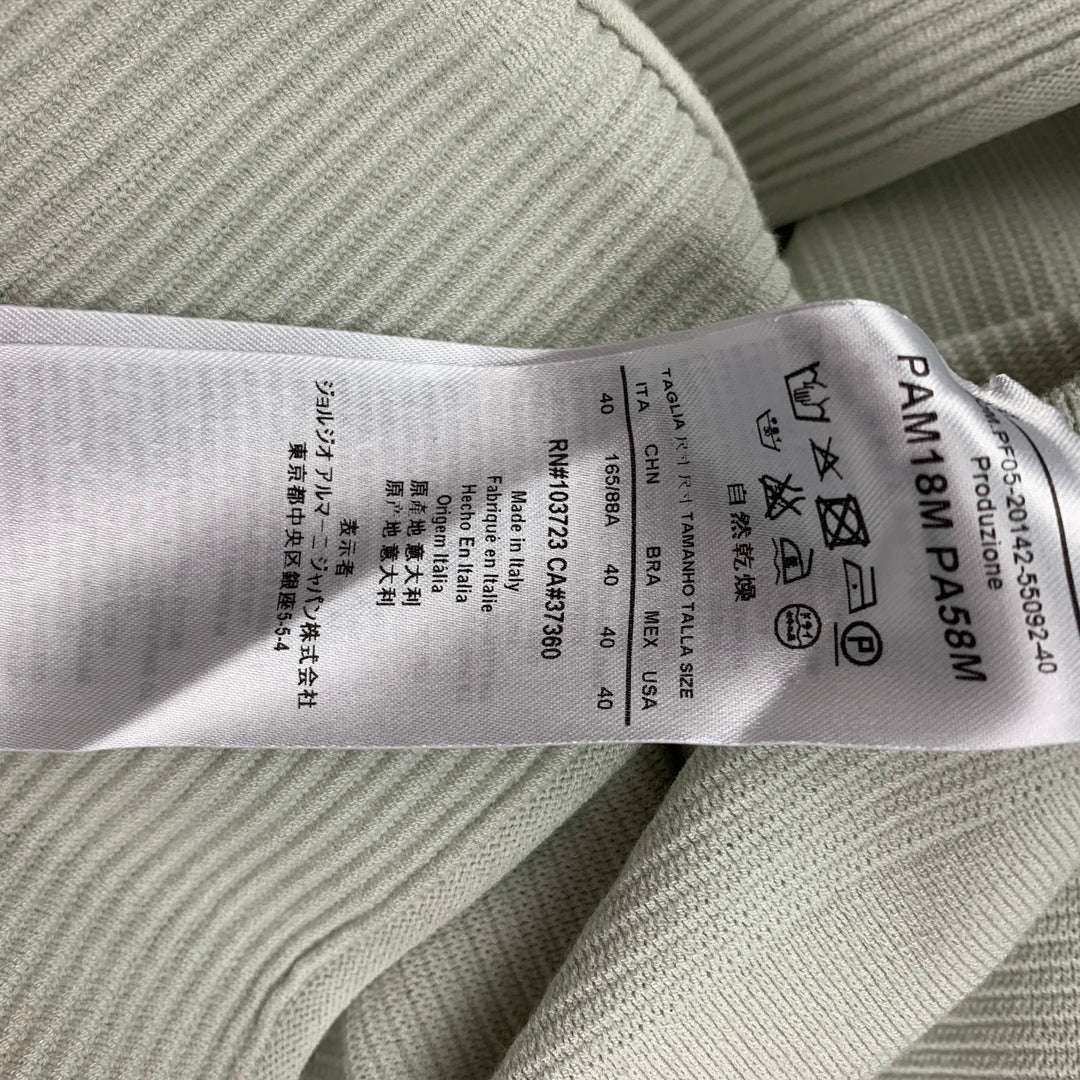 PF05-20142-55092-40
Produzione
PAM18M PA58M
P
自然乾燥
TAGLIA 尺寸 尺寸 TAMANHO TALLA SIZE
ITA CHN BRA MEX USA
40 165/88A 40 40 40
RN#103723 CA#37360
Made in Italy
Fabriqué en Italie
Hecho En Italia
Origem Itália
原産地 意大利
原产地 意大利
表示者
ジョルジオ アルマーニ ジャパン株式会社
東京都中央区銀座5-5-4